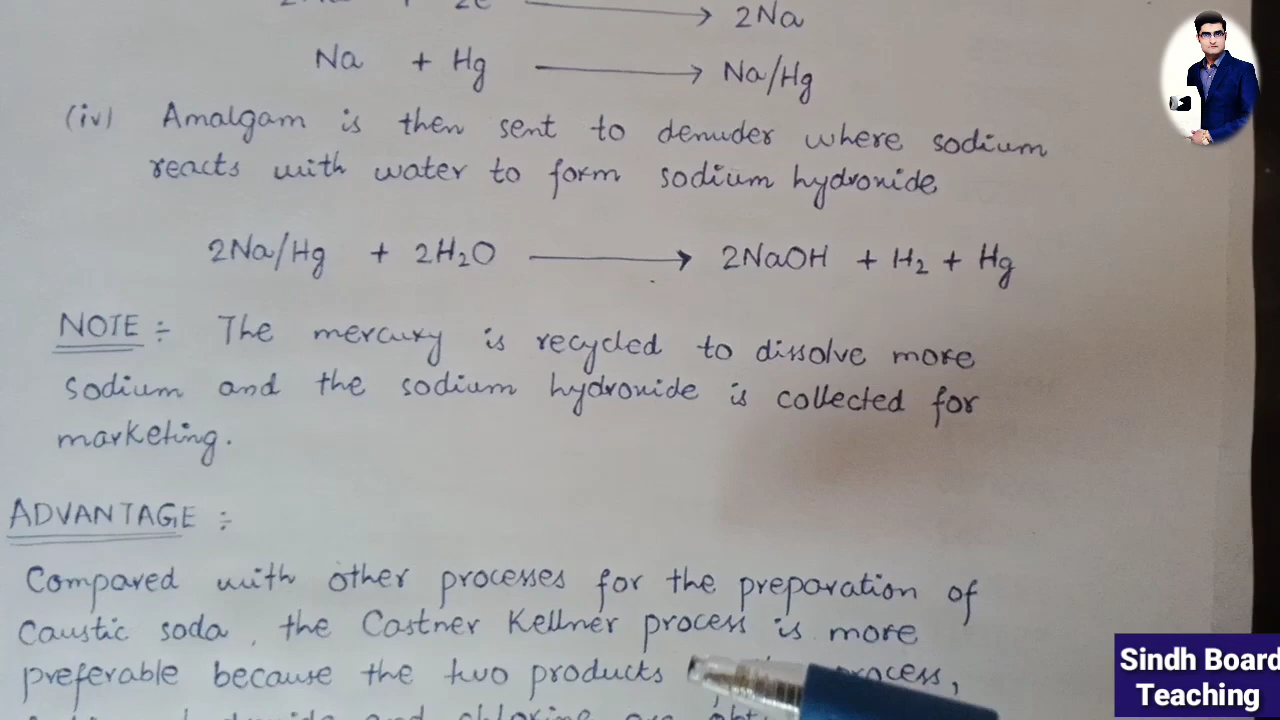 2Na
Na + Hg ⟶ Na/Hg
(iv) Amalgam is then sent to denuder where sodium
reacts with water to form sodium hydroxide
2Na/Hg + 2H₂O ⟶ 2NaOH + H₂ + Hg
NOTE :- The mercury is recycled to dissolve more
sodium and the sodium hydroxide is collected for
marketing.
ADVANTAGE :-
Compared with other processes for the preparation of
Caustic soda, the Castner Kellner process is more
preferable because the two products
and chlorine are
Sindh Board
Teaching